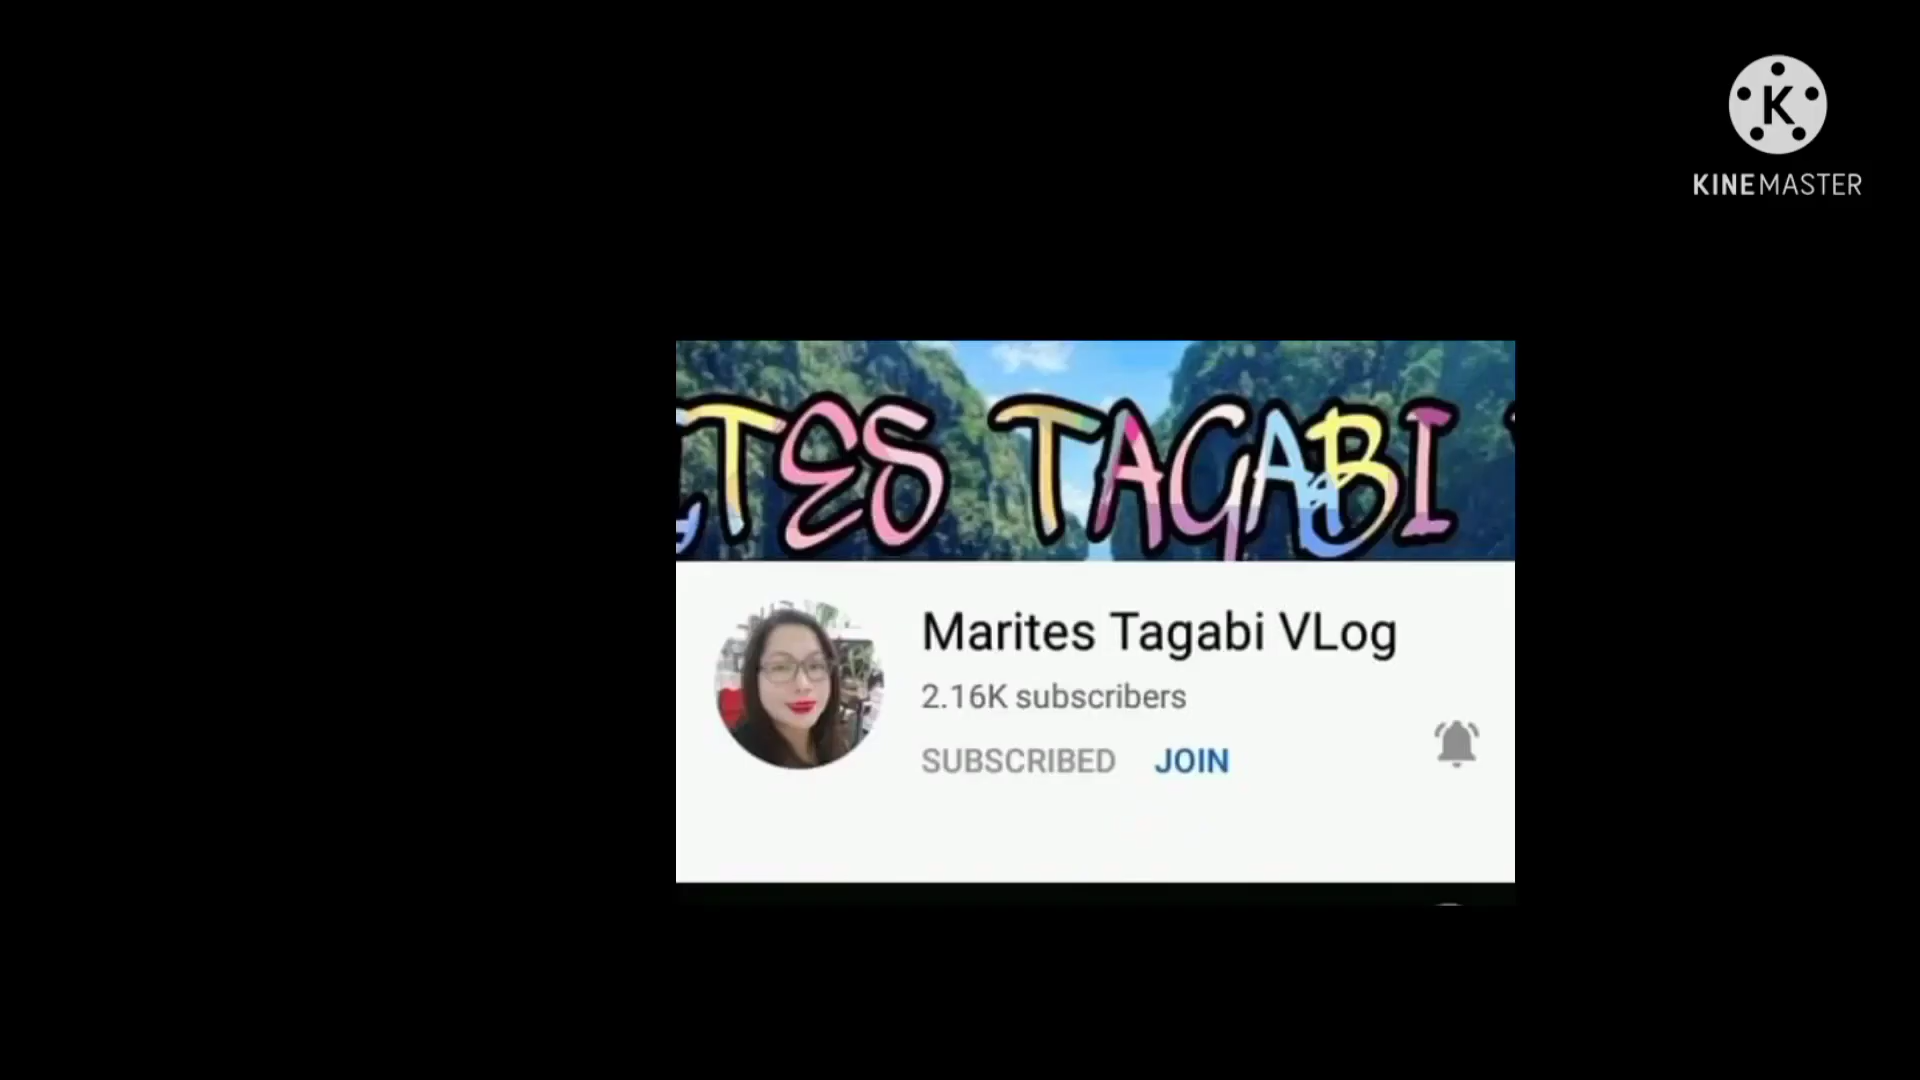 K
KINEMASTER
TES TAGABI
Marites Tagabi VLog
2.16K subscribers
SUBSCRIBED JOIN